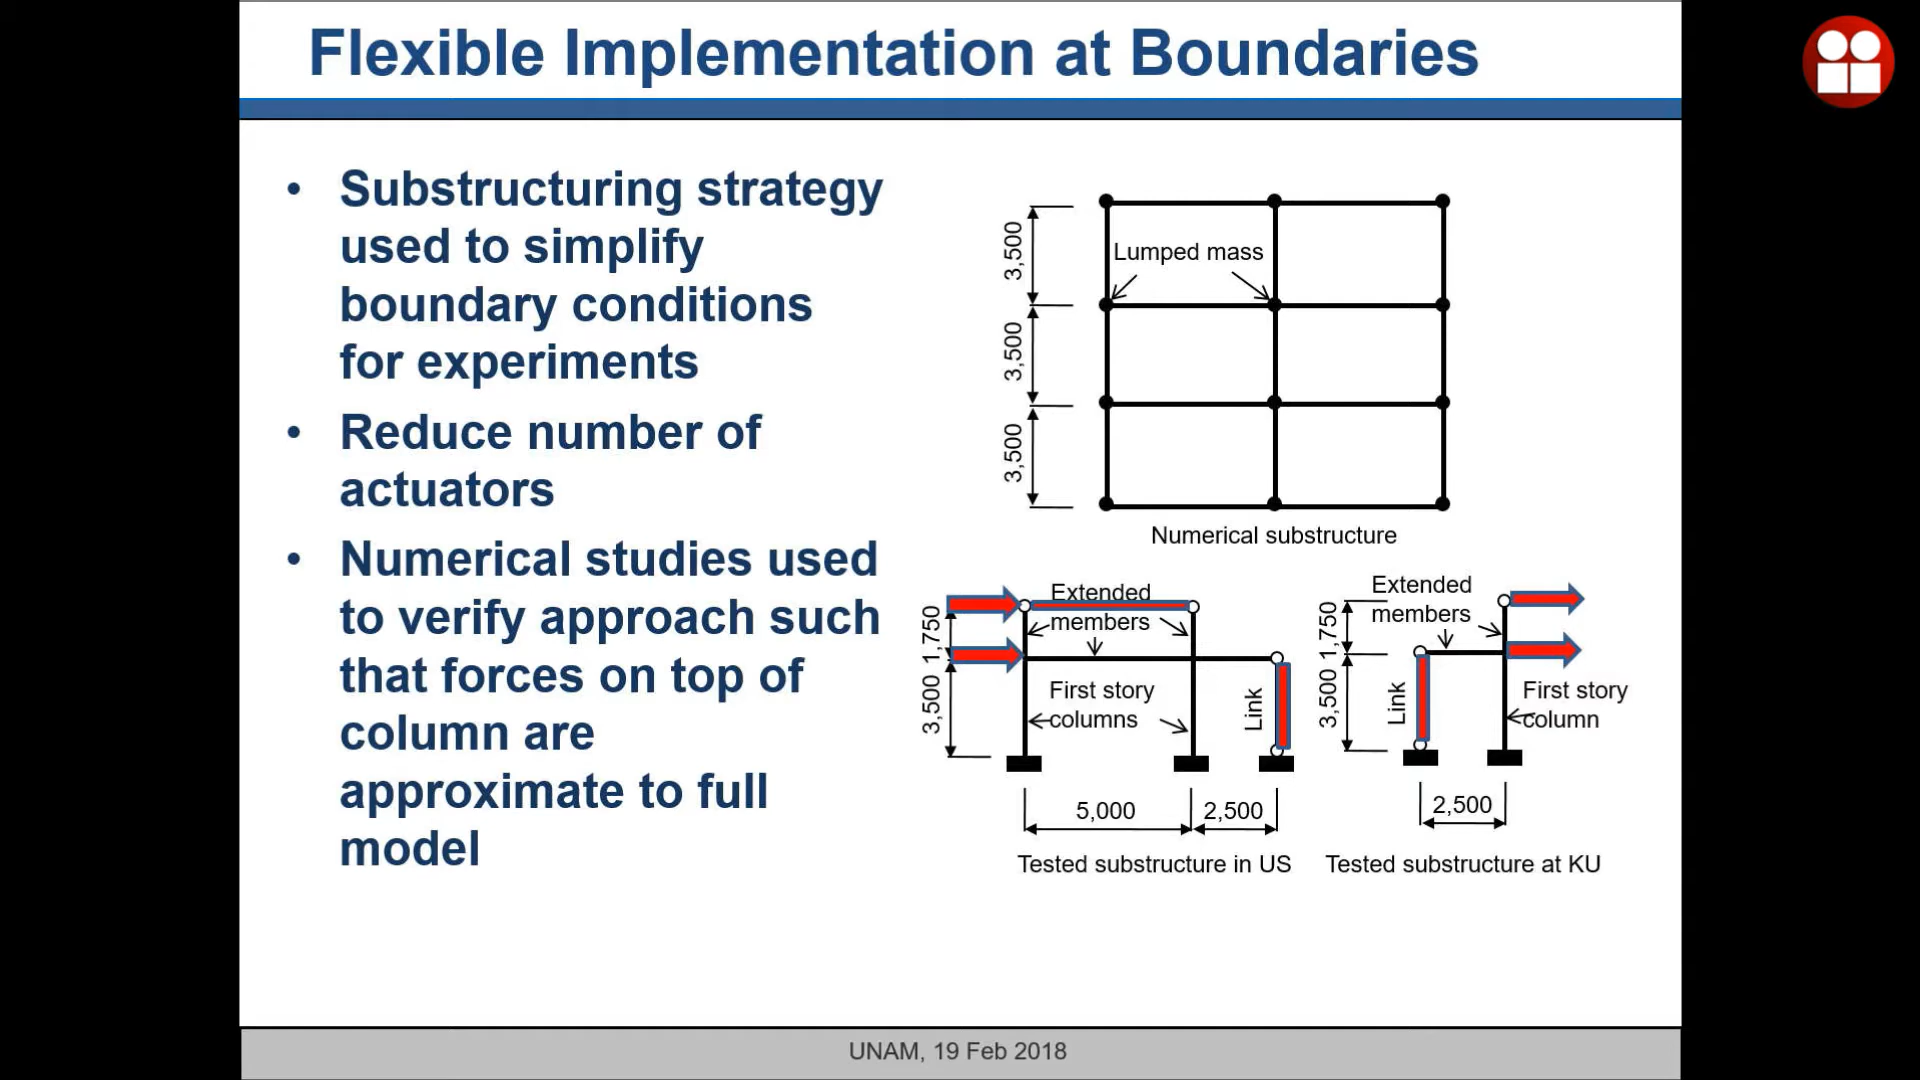 Flexible Implementation at Boundaries
• Substructuring strategy
used to simplify
boundary conditions
for experiments
• Reduce number of
actuators
• Numerical studies used
to verify approach such
that forces on top of
column are
approximate to full
model
3,500
3,500
3,500
Lumped mass
Numerical substructure
Extended
members
1,750
3,500
First story
columns
Link
5,000
2,500
Tested substructure in US
Extended
members
1,750
3,500
Link
First story
column
2,500
Tested substructure at KU
UNAM, 19 Feb 2018